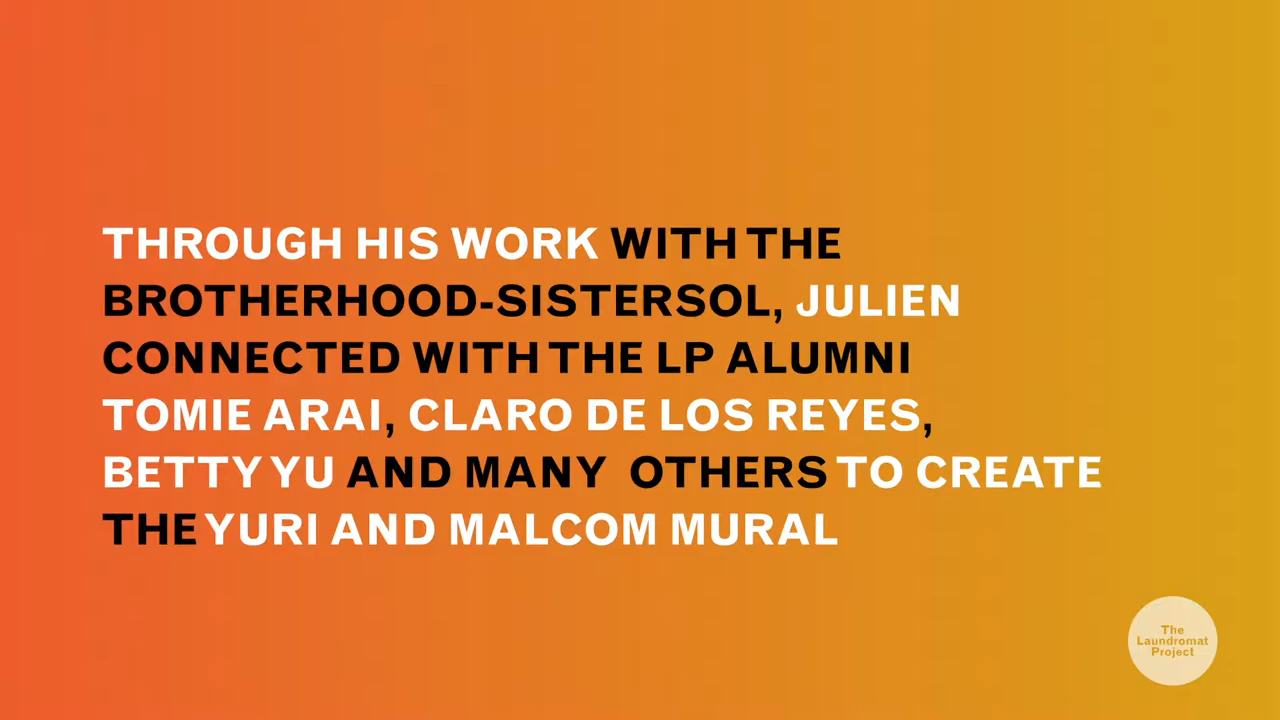 THROUGH HIS WORK WITH THE
BROTHERHOOD-SISTERSOL, JULIEN
CONNECTED WITH THE LP ALUMNI
TOMIE ARAI, CLARO DE LOS REYES,
BETTY YU AND MANY  OTHERS TO CREATE
THE YURI AND MALCOM MURAL
The
Laundromat
Project